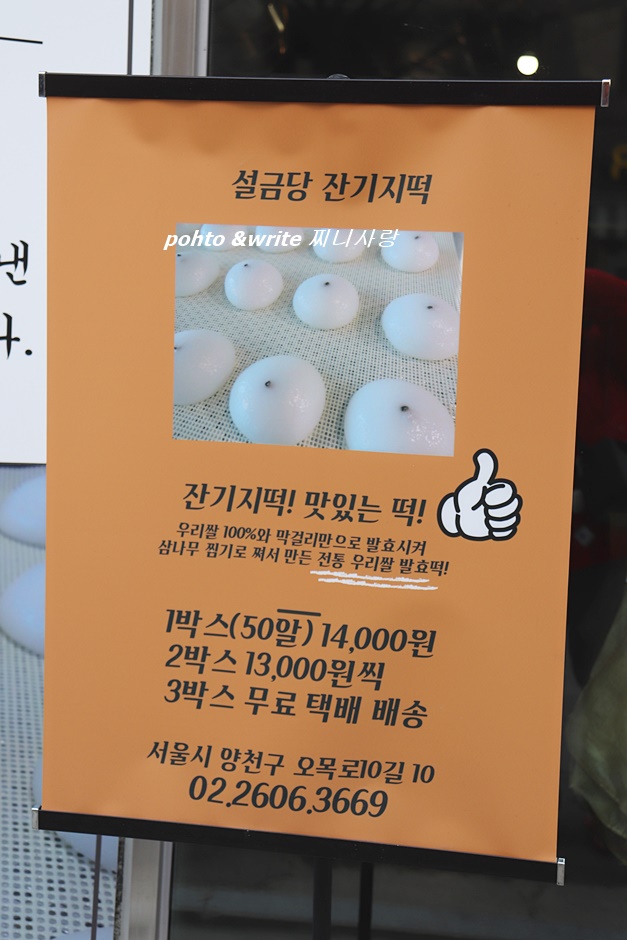 설금당 잔기지떡
pohto &write 찌니사랑
잔기지떡! 맛있는 떡!
우리쌀 100%와 막걸리만으로 발효시켜
삼나무 찜기로 쪄서 만든 전통 우리쌀 발효떡!
1박스(50알) 14,000원
2박스 13,000원씩
3박스 무료 택배 배송
서울시 양천구 오목로10길 10
02.2606.3669
낸
다.